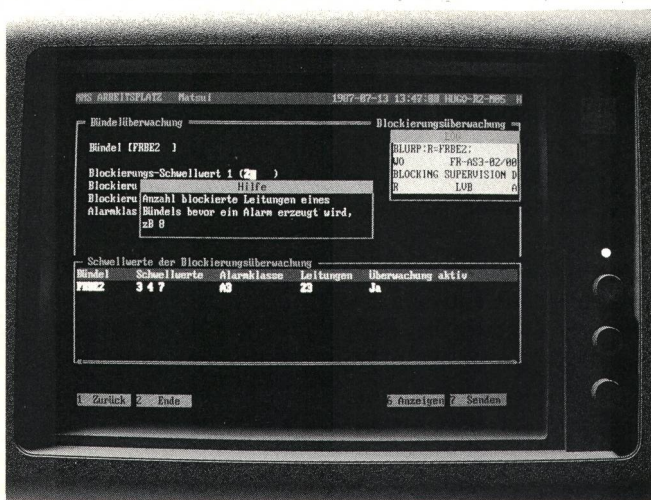 MMS ARBEITSPLATZ Matsui 1987-07-13 13:47:00 HUGO-R2-MMS H
Bündelüberwachung
Blockierungsüberwachung
Bündel [FRBE2 ]
LOG
BLURP:R=FRBE2;
WO FR-AS3-02/00
BLOCKING SUPERVISION D
R LVB A
Blockierungs-Schwellwert 1 (2 )
Blockieru
Blockieru
Alarmklas
Hilfe
Anzahl blockierte Leitungen eines
Bündels bevor ein Alarm erzeugt wird,
zB 8
Schwellwerte der Blockierungsüberwachung
Bündel Schwellwerte Alarmklasse Leitungen Überwachung aktiv
FRBE2 3 4 7 A3 23 Ja
1 Zurück 2 Ende 6 Anzeigen 7 Senden